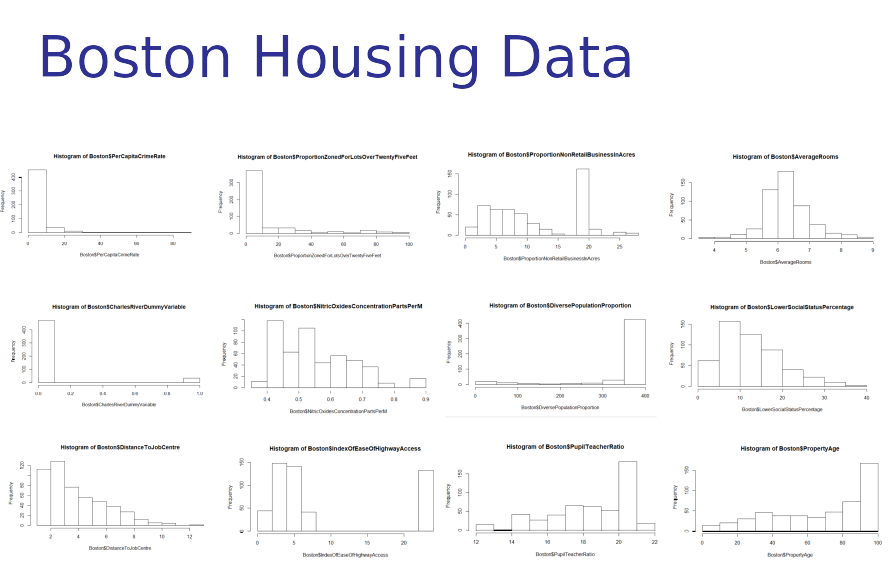 Boston Housing Data
Histogram of Boston$PerCapitaCrimeRate
Frequency
0 100 200 300 400
0 20 40 60 80
Boston$PerCapitaCrimeRate
Histogram of Boston$ProportionZonedForLotsOverTwentyFiveFeet
Frequency
0 100 200 300
0 20 40 60 80 100
Boston$ProportionZonedForLotsOverTwentyFiveFeet
Histogram of Boston$ProportionNonRetailBusinessInAcres
Frequency
0 50 100 150
0 5 10 15 20 25
Boston$ProportionNonRetailBusinessInAcres
Histogram of Boston$AverageRooms
Frequency
0 50 100 150
4 5 6 7 8 9
Boston$AverageRooms
Histogram of Boston$CharlesRiverDummyVariable
Frequency
0 100 200 300 400
0.0 0.2 0.4 0.6 0.8 1.0
Boston$CharlesRiverDummyVariable
Histogram of Boston$NitricOxidesConcentrationPartsPerM
Frequency
0 20 40 60 80 100
0.4 0.5 0.6 0.7 0.8 0.9
Boston$NitricOxidesConcentrationPartsPerM
Histogram of Boston$DiversePopulationProportion
Frequency
0 100 200 300 400
0 100 200 300 400
Boston$DiversePopulationProportion
Histogram of Boston$LowerSocialStatusPercentage
Frequency
0 50 100 150
0 10 20 30 40
Boston$LowerSocialStatusPercentage
Histogram of Boston$DistanceToJobCentre
Frequency
0 20 40 60 80 120
2 4 6 8 10 12
Boston$DistanceToJobCentre
Histogram of Boston$IndexOfEaseOfHighwayAccess
Frequency
0 50 100 150
0 5 10 15 20
Boston$IndexOfEaseOfHighwayAccess
Histogram of Boston$PupilTeacherRatio
Frequency
0 50 100 150
12 14 16 18 20 22
Boston$PupilTeacherRatio
Histogram of Boston$PropertyAge
Frequency
0 50 100 150
0 20 40 60 80 100
Boston$PropertyAge